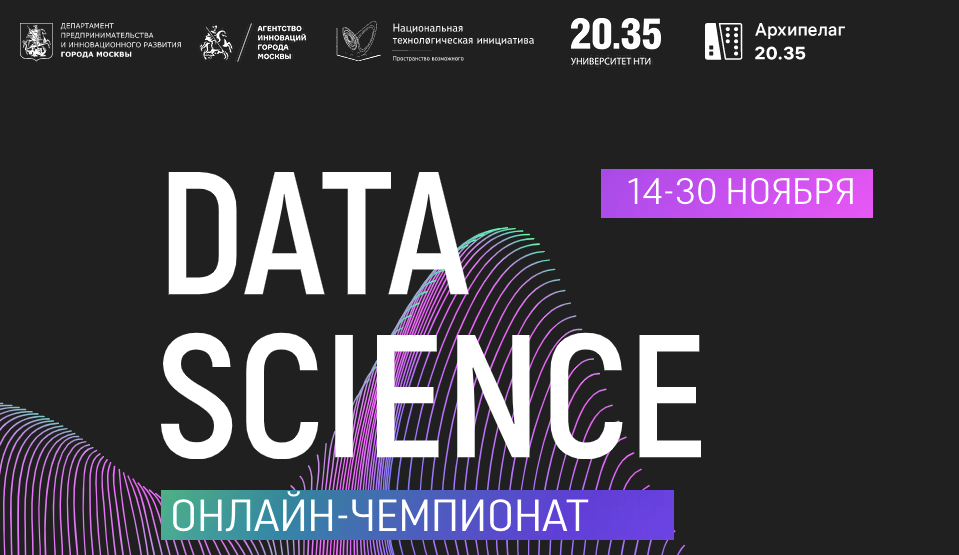 ДЕПАРТАМЕНТ
ПРЕДПРИНИМАТЕЛЬСТВА
И ИННОВАЦИОННОГО РАЗВИТИЯ
ГОРОДА МОСКВЫ
АГЕНТСТВО
ИННОВАЦИЙ
ГОРОДА
МОСКВЫ
Национальная
технологическая инициатива
Пространство возможного
20.35
УНИВЕРСИТЕТ НТИ
Архипелаг
20.35
14-30 НОЯБРЯ
DATA
SCIENCE
ОНЛАЙН-ЧЕМПИОНАТ